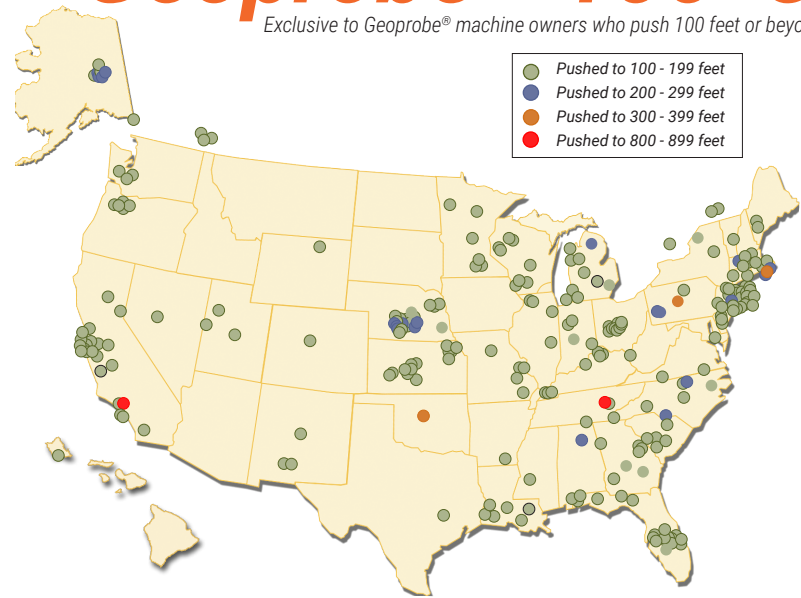 Exclusive to Geoprobe® machine owners who push 100 feet or
Pushed to 100 - 199 feet
Pushed to 200 - 299 feet
Pushed to 300 - 399 feet
Pushed to 800 - 899 feet